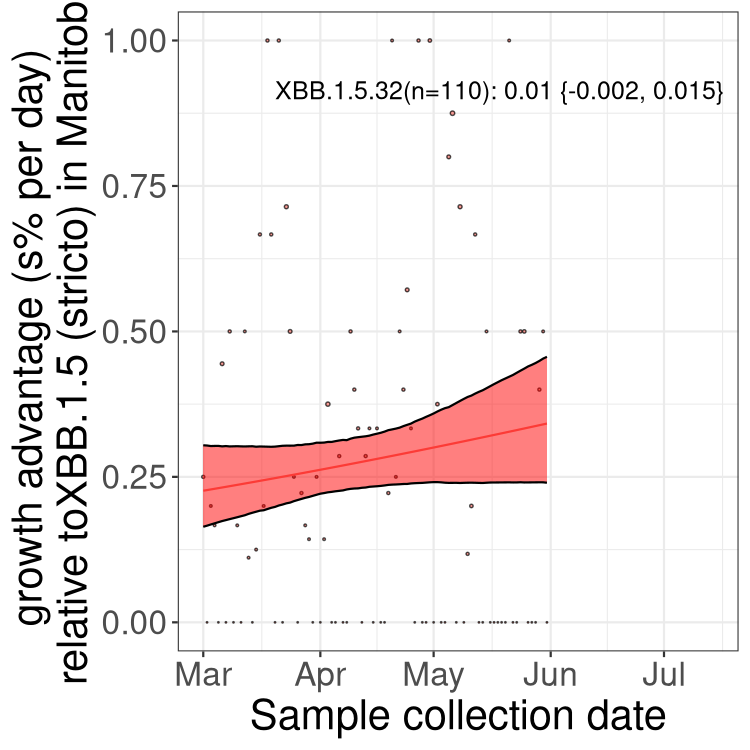 growth advantage (s% per day)
relative toXBB.1.5 (stricto) in Manitob
1.00
0.75
0.50
0.25
0.00
XBB.1.5.32(n=110): 0.01 {-0.002, 0.015}
Mar Apr May Jun Jul
Sample collection date